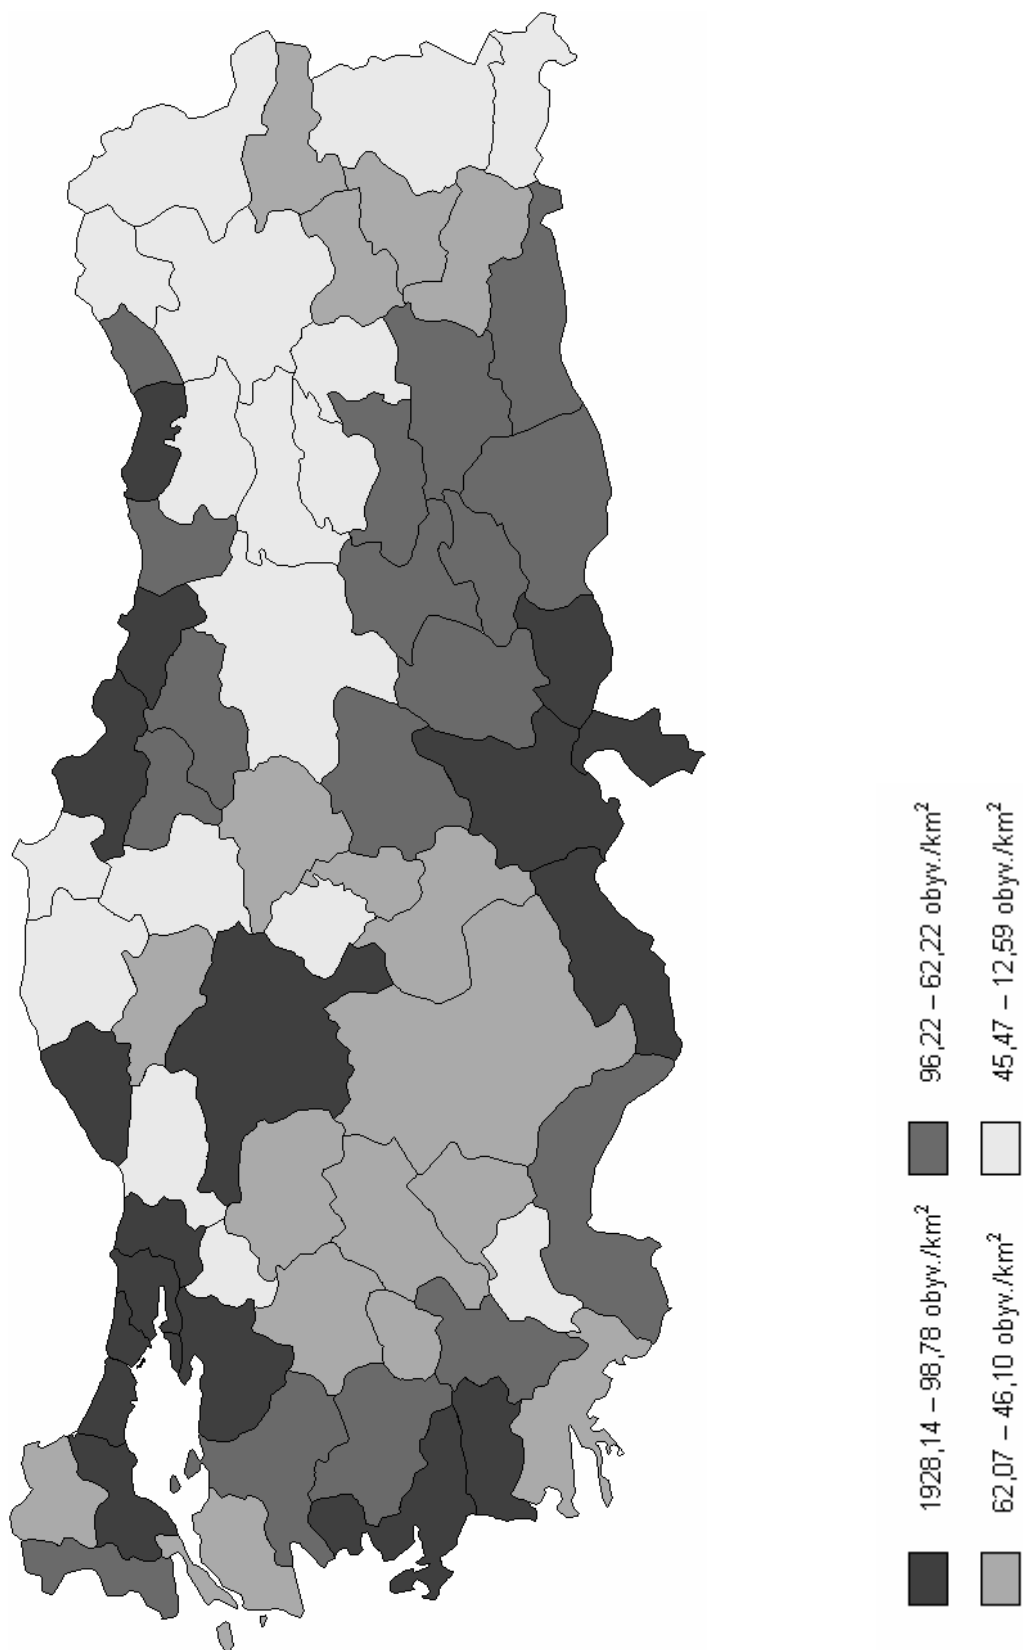 1928,14 – 98,78 obyv./km²
96,22 – 62,22 obyv./km²
62,07 – 46,10 obyv./km²
45,47 – 12,59 obyv./km²